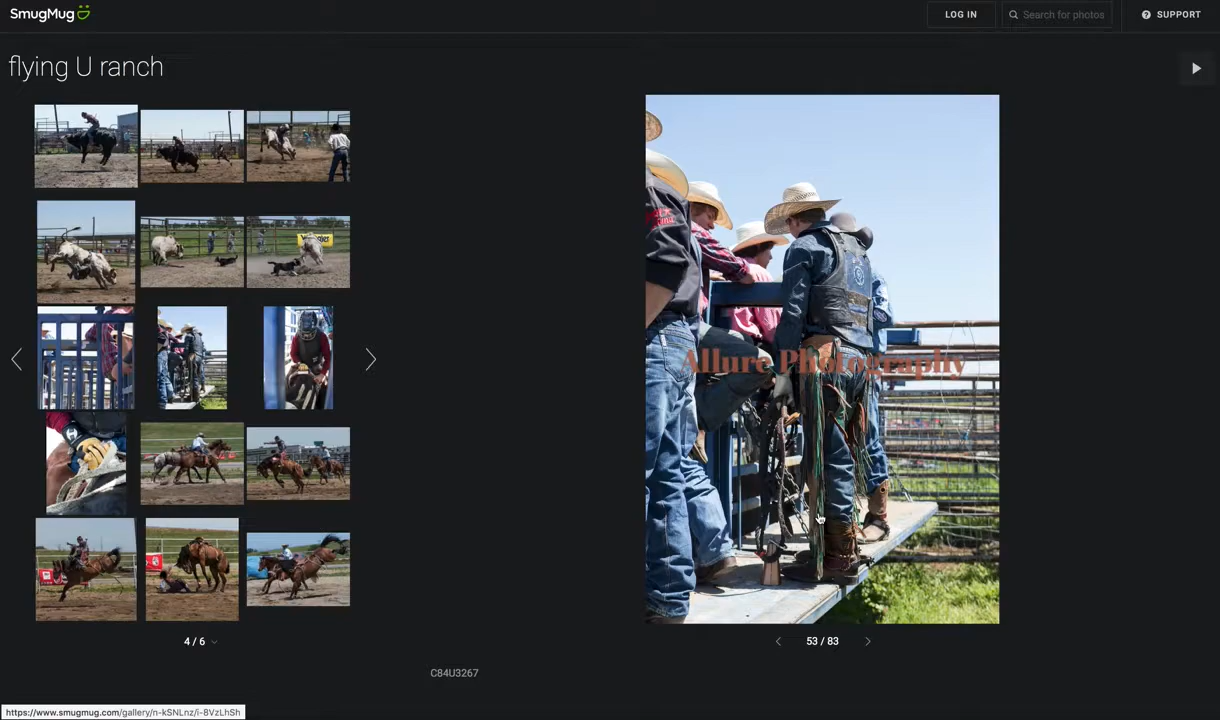 SmugMug
LOG IN
Search for photos
SUPPORT
flying U ranch
Allure Photography
4 / 6
53 / 83
C84U3267
https://www.smugmug.com/gallery/n-kSNLnz/i-8VzLhSh